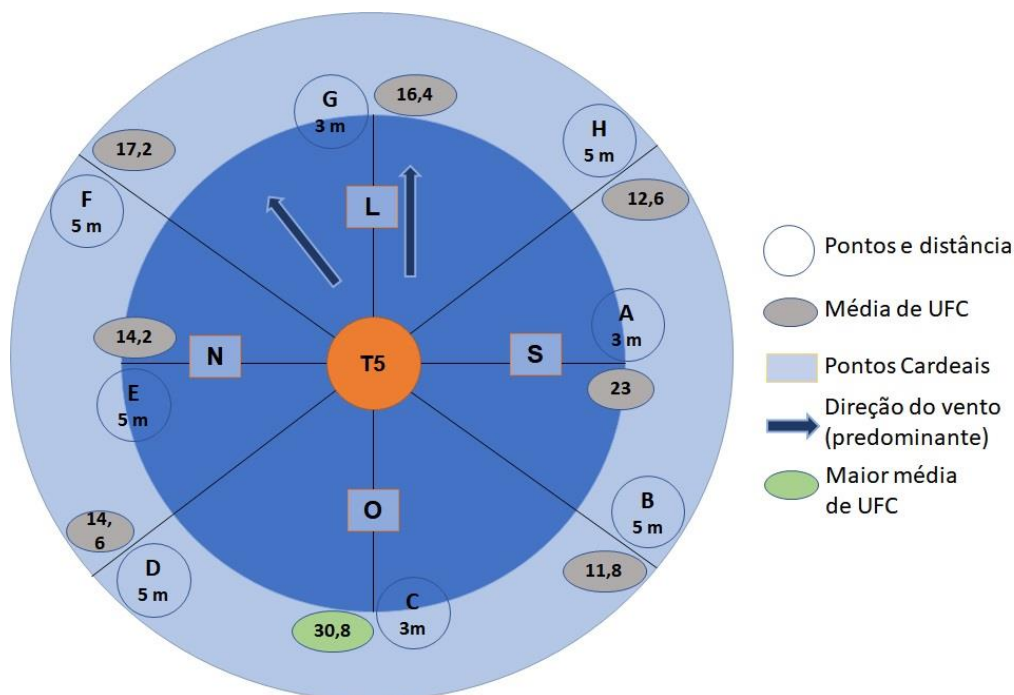 G
3 m
16,4
H
5 m
17,2
F
5 m
L
12,6
A
3 m
14,2
N
T5
S
23
E
5 m
O
B
5 m
14,
6
D
5 m
11,8
C
3m
30,8
Pontos e distância
Média de UFC
Pontos Cardeais
Direção do vento
(predominante)
Maior média
de UFC